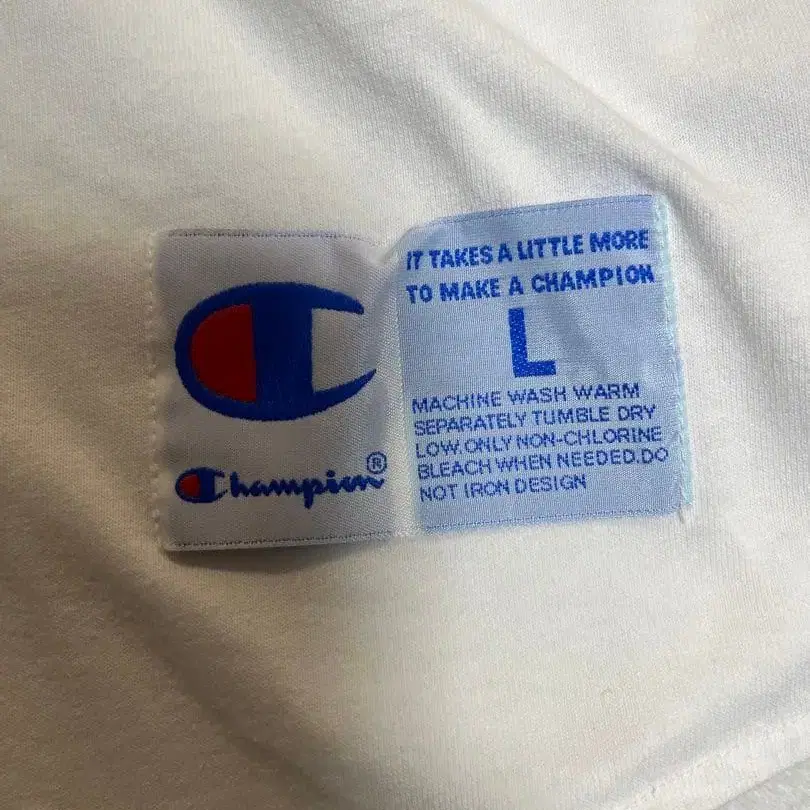 Champion®
IT TAKES A LITTLE MORE
TO MAKE A CHAMPION
L
MACHINE WASH WARM
SEPARATELY TUMBLE DRY
LOW.ONLY NON-CHLORINE
BLEACH WHEN NEEDED.DO
NOT IRON DESIGN